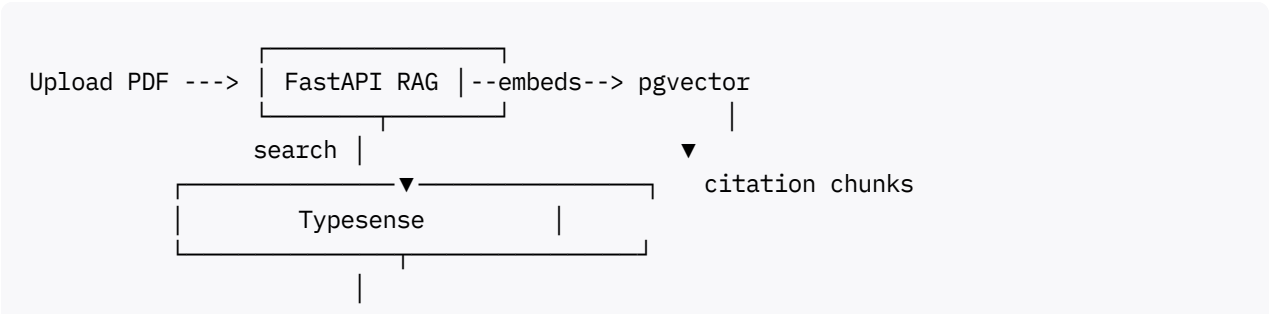 Upload PDF ---> │ FastAPI RAG │--embeds--> pgvector
search │
▼
▼
citation chunks
│ Typesense │